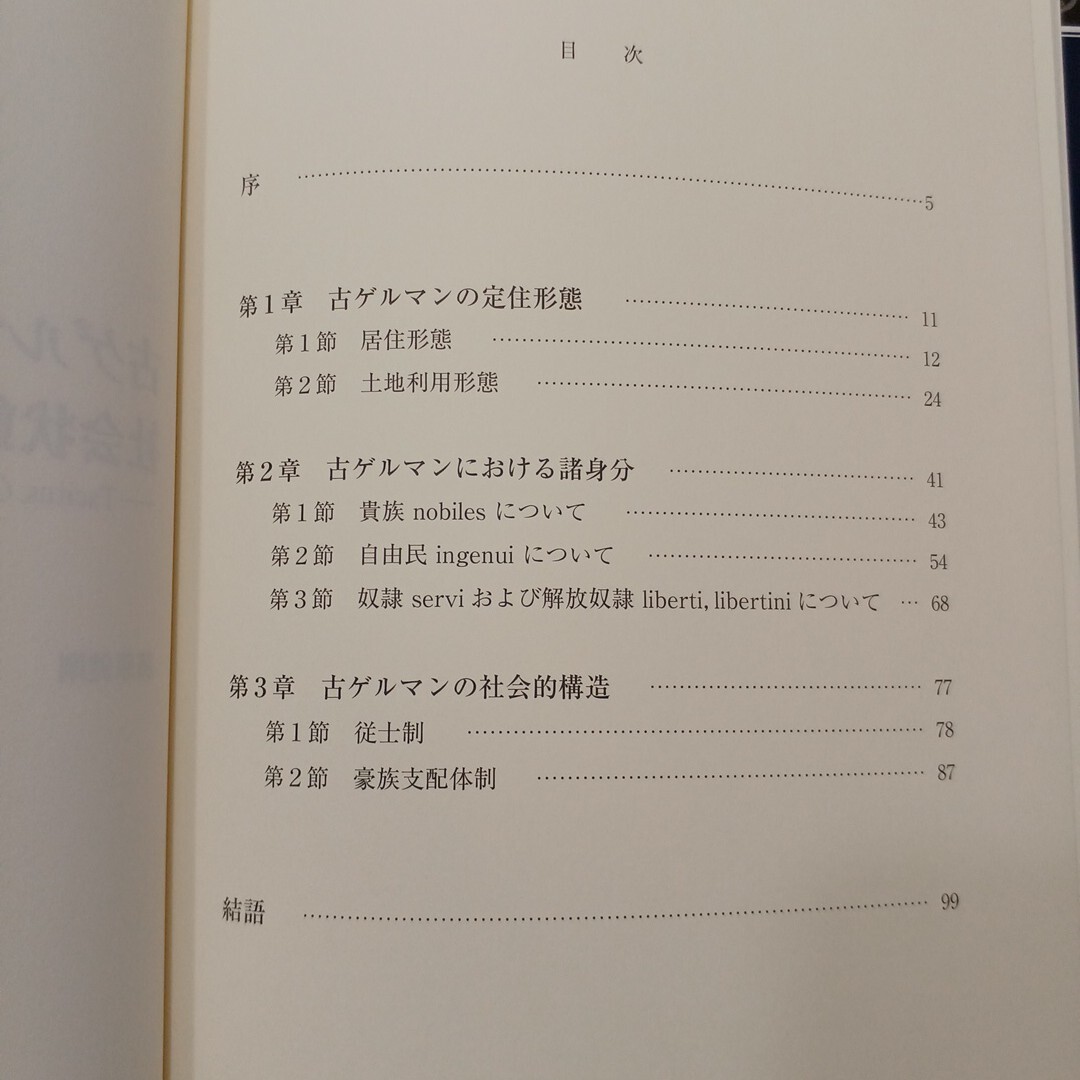 目 次
序 5
第1章 古ゲルマンの定住形態 11
第1節 居住形態 12
第2節 土地利用形態 24
第2章 古ゲルマンにおける諸身分 41
第1節 貴族 nobiles について 43
第2節 自由民 ingenui について 54
第3節 奴隷 servi および解放奴隷 liberti, libertini について … 68
第3章 古ゲルマンの社会的構造 77
第1節 従士制 78
第2節 豪族支配体制 87
結語 99